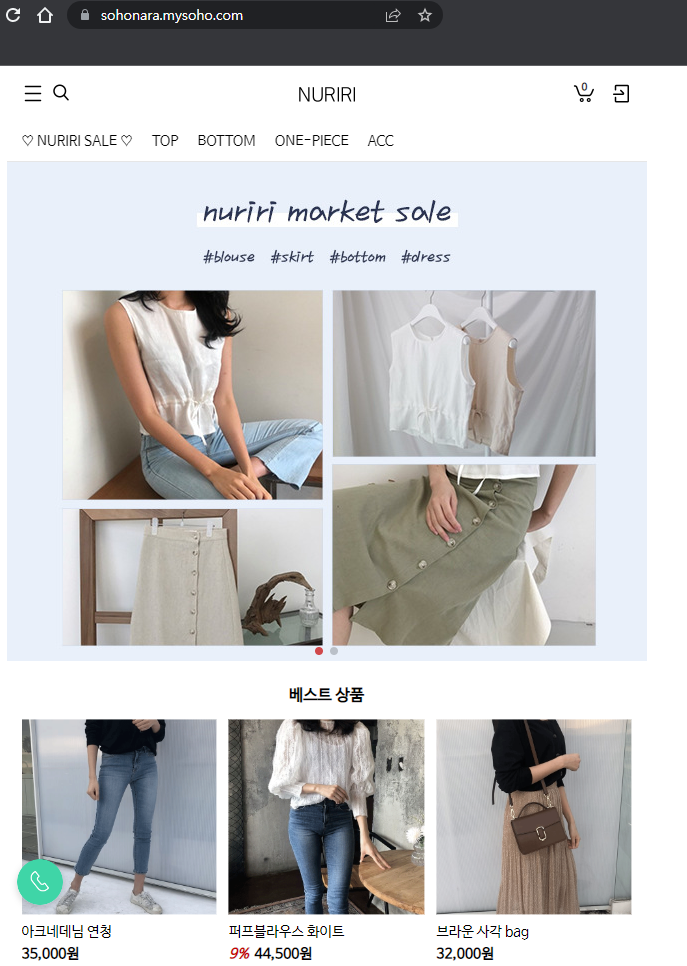 sohonara.mysoho.com
NURIRI
0
♡ NURIRI SALE ♡ TOP BOTTOM ONE-PIECE ACC
nuriri market sale
#blouse #skirt #bottom #dress
베스트 상품
아크네데님 연청
35,000원
퍼프블라우스 화이트
9% 44,500원
브라운 사각 bag
32,000원